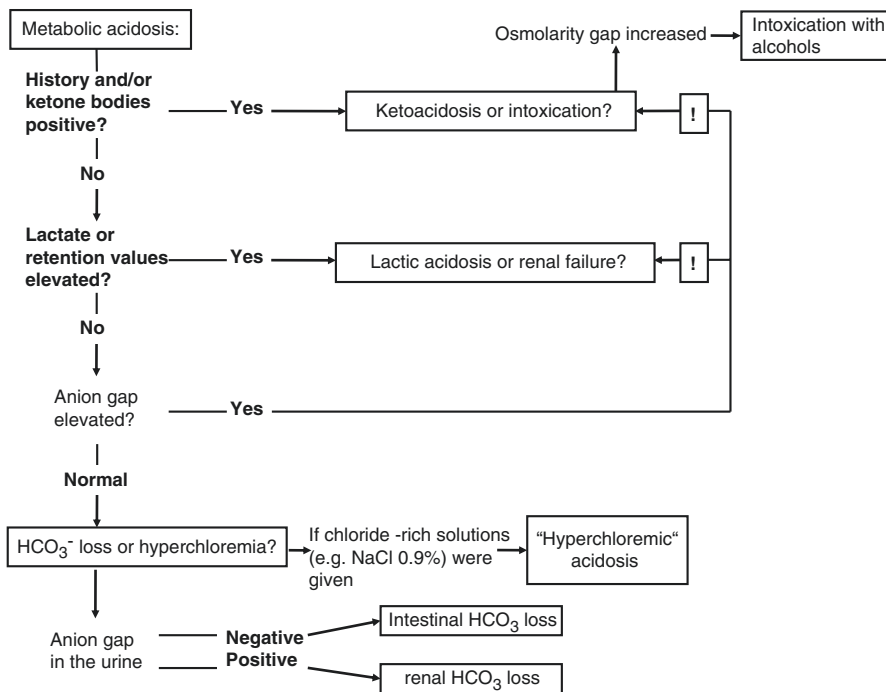 Metabolic acidosis:
Osmolarity gap increased
Intoxication with
alcohols
History and/or
ketone bodies
positive?
Yes
Ketoacidosis or intoxication?
!
No
Lactate or
retention values
elevated?
Yes
Lactic acidosis or renal failure?
!
No
Anion gap
elevated?
Yes
Normal
HCO₃⁻ loss or hyperchloremia?
If chloride -rich solutions
(e.g. NaCl 0.9%) were
given
"Hyperchloremic“
acidosis
Anion gap
in the urine
Negative
Positive
Intestinal HCO₃ loss
renal HCO₃ loss